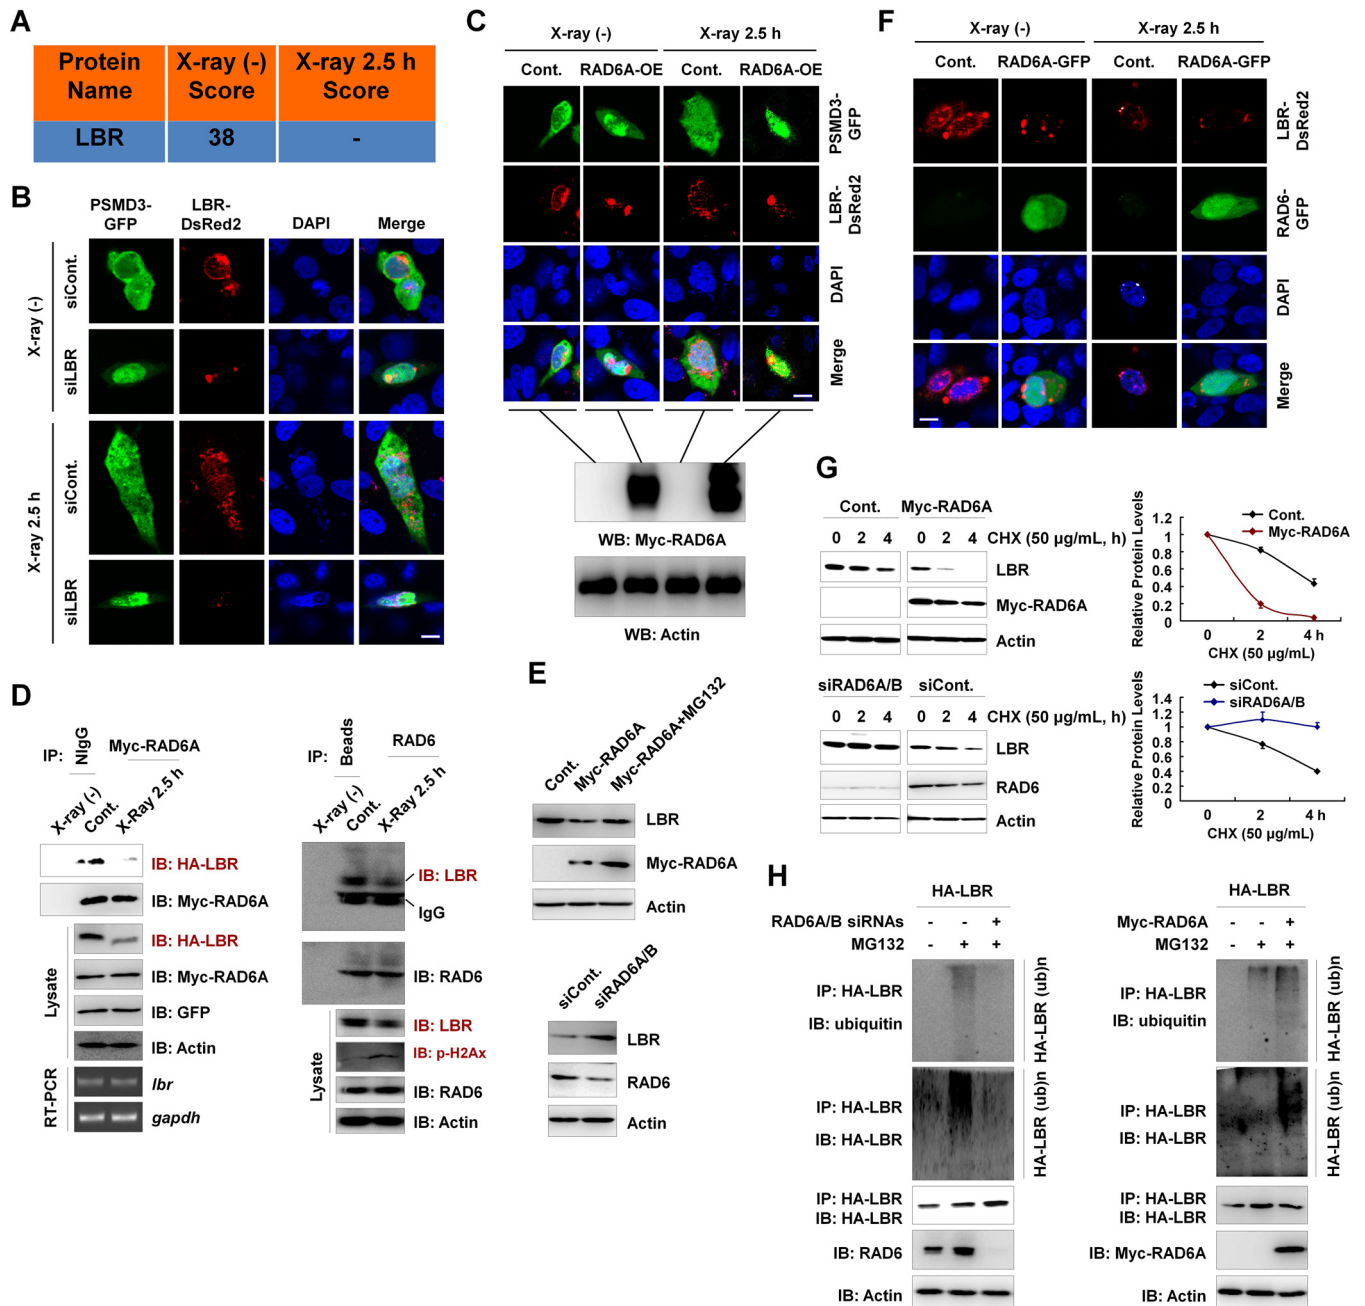 A
Protein Name
X-ray (-) Score
X-ray 2.5 h Score
LBR
38
-
B
PSMD3-GFP
LBR-DsRed2
DAPI
Merge
X-ray (-)
siCont.
siLBR
X-ray 2.5 h
siCont.
siLBR
C
X-ray (-)
X-ray 2.5 h
Cont.
RAD6A-OE
Cont.
RAD6A-OE
PSMD3-GFP
LBR-DsRed2
DAPI
Merge
WB: Myc-RAD6A
WB: Actin
D
IP:
NIgG
Myc-RAD6A
X-ray (-)
Cont.
X-Ray 2.5 h
IB: HA-LBR
IB: Myc-RAD6A
Lysate
IB: HA-LBR
IB: Myc-RAD6A
IB: GFP
IB: Actin
RT-PCR
lbr
gapdh
IP:
Beads
RAD6
X-ray (-)
Cont.
X-Ray 2.5 h
IB: LBR
IgG
IB: RAD6
Lysate
IB: LBR
IB: p-H2Ax
IB: RAD6
IB: Actin
E
Cont.
Myc-RAD6A
Myc-RAD6A+MG132
LBR
Myc-RAD6A
Actin
siCont.
siRAD6A/B
LBR
RAD6
Actin
F
X-ray (-)
X-ray 2.5 h
Cont.
RAD6A-GFP
Cont.
RAD6A-GFP
LBR-DsRed2
RAD6-GFP
DAPI
Merge
G
Cont.
Myc-RAD6A
0 2 4 0 2 4 CHX (50 µg/mL, h)
LBR
Myc-RAD6A
Actin
Relative Protein Levels
1.2
1
0.8
0.6
0.4
0.2
0
2
4 h
CHX (50 µg/mL)
Cont.
Myc-RAD6A
siRAD6A/B
siCont.
0 2 4 0 2 4 CHX (50 µg/mL, h)
LBR
RAD6
Actin
Relative Protein Levels
1.4
1.2
1
0.8
0.4
0
0
2
4 h
CHX (50 µg/mL)
siCont.
siRAD6A/B
H
HA-LBR
RAD6A/B siRNAs - - +
MG132 - + +
IP: HA-LBR
IB: ubiquitin
HA-LBR (ub)n
IP: HA-LBR
IB: HA-LBR
HA-LBR (ub)n
IP: HA-LBR
IB: HA-LBR
IB: RAD6
IB: Actin
HA-LBR
Myc-RAD6A - - +
MG132 - + +
IP: HA-LBR
IB: ubiquitin
HA-LBR (ub)n
IP: HA-LBR
IB: HA-LBR
HA-LBR (ub)n
IP: HA-LBR
IB: HA-LBR
IB: Myc-RAD6A
IB: Actin